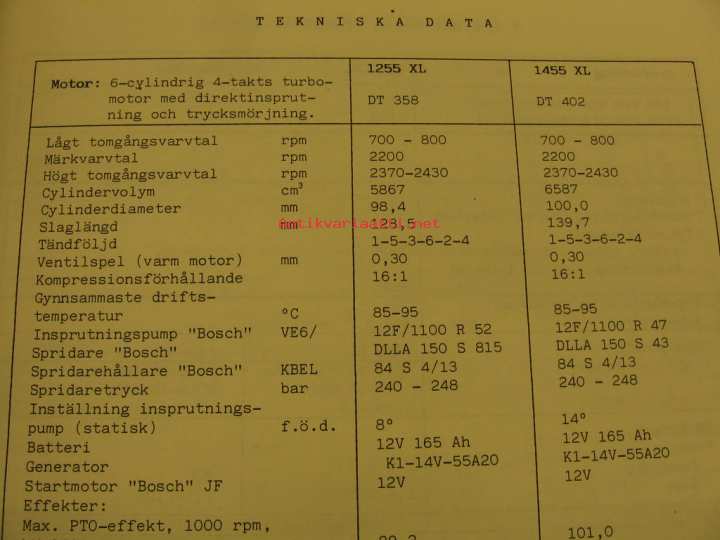 TEKNISKA DATA
Motor: 6-cylindrig 4-takts turbo- 1255 XL 1455 XL
motor med direktinsprut- DT 358 DT 402
ning och trycksmörjning.
Lågt tomgångsvarvtal rpm 700 - 800 700 - 800
Märkvarvtal rpm 2200 2200
Högt tomgångsvarvtal rpm 2370-2430 2370-2430
Cylindervolym cm³ 5867 6587
Cylinderdiameter mm 98,4 100,0
Slaglängd mm 128,5 139,7
Tändföljd 1-5-3-6-2-4 1-5-3-6-2-4
Ventilspel (varm motor) mm 0,30 0,30
Kompressionsförhållande 16:1 16:1
Gynnsammaste drifts-
temperatur °C 85-95 85-95
Insprutningspump "Bosch" VE6/ 12F/1100 R 52 12F/1100 R 47
Spridare "Bosch" DLLA 150 S 815 DLLA 150 S 43
Spridarehållare "Bosch" KBEL 84 S 4/13 84 S 4/13
Spridaretryck bar 240 - 248 240 - 248
Inställning insprutnings-
pump (statisk) f.ö.d. 8° 14°
Batteri 12V 165 Ah 12V 165 Ah
Generator K1-14V-55A20 K1-14V-55A20
Startmotor "Bosch" JF 12V 12V
Effekter:
Max. PTO-effekt, 1000 rpm, 101,0